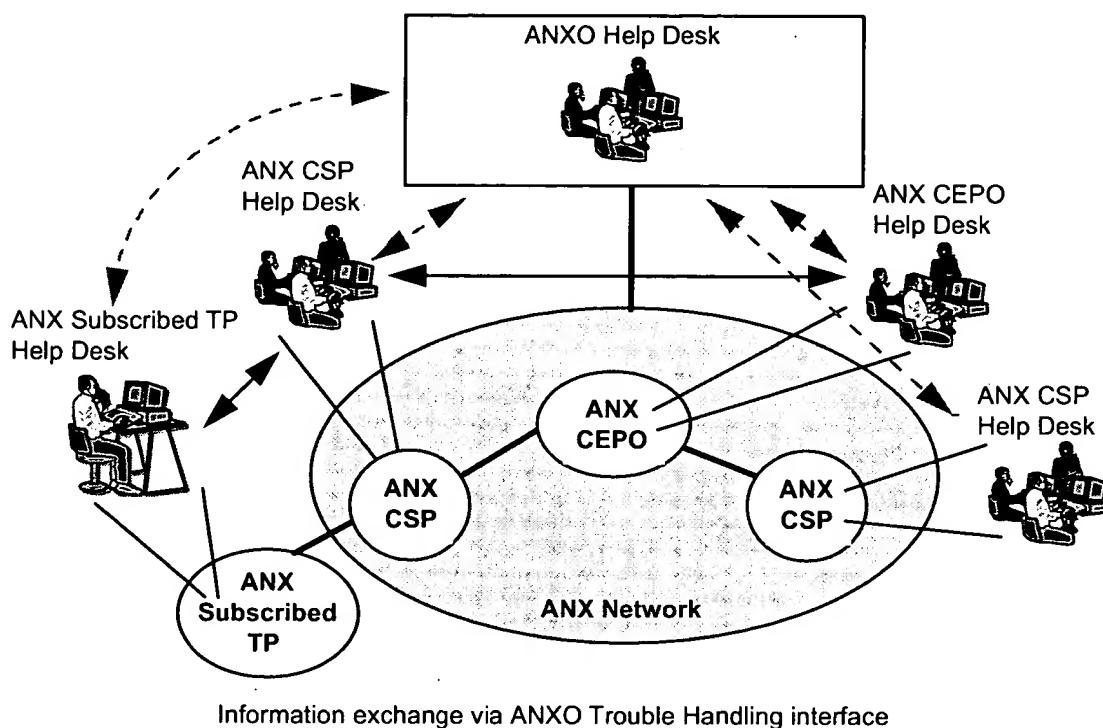 ANXO Help Desk
ANX CSP
Help Desk
ANX CEPO
Help Desk
ANX Subscribed TP
Help Desk
ANX CSP
Help Desk
ANX
CEPO
ANX
CSP
ANX
CSP
ANX
Subscribed
TP
ANX Network
Information exchange via ANXO Trouble Handling interface